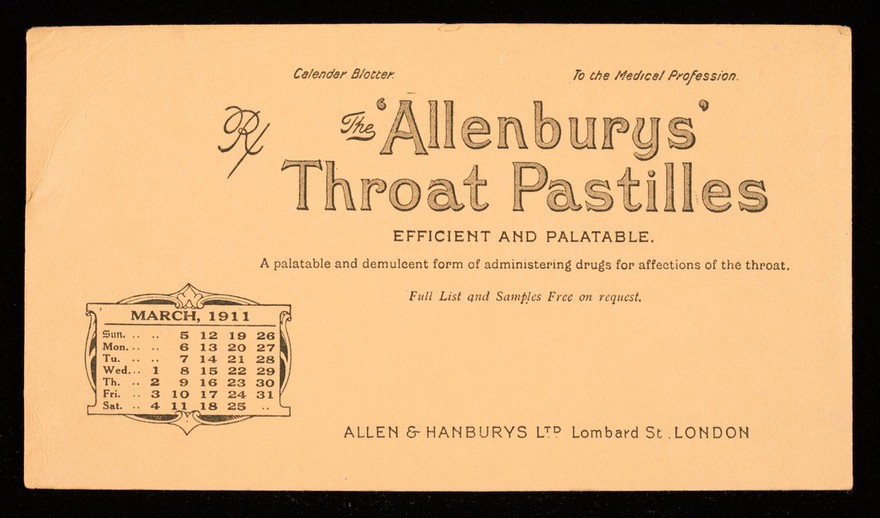 Calendar Blotter. To the Medical Profession.
℞ The 'Allenburys'
Throat Pastilles
EFFICIENT AND PALATABLE.
A palatable and demulcent form of administering drugs for affections of the throat.
Full List and Samples Free on request.
MARCH, 1911
Sun. .. .. 5 12 19 26
Mon. .. .. 6 13 20 27
Tu. .. .. 7 14 21 28
Wed... 1 8 15 22 29
Th. .. 2 9 16 23 30
Fri. .. 3 10 17 24 31
Sat. .. 4 11 18 25 ..
ALLEN & HANBURYS LTD Lombard St. LONDON